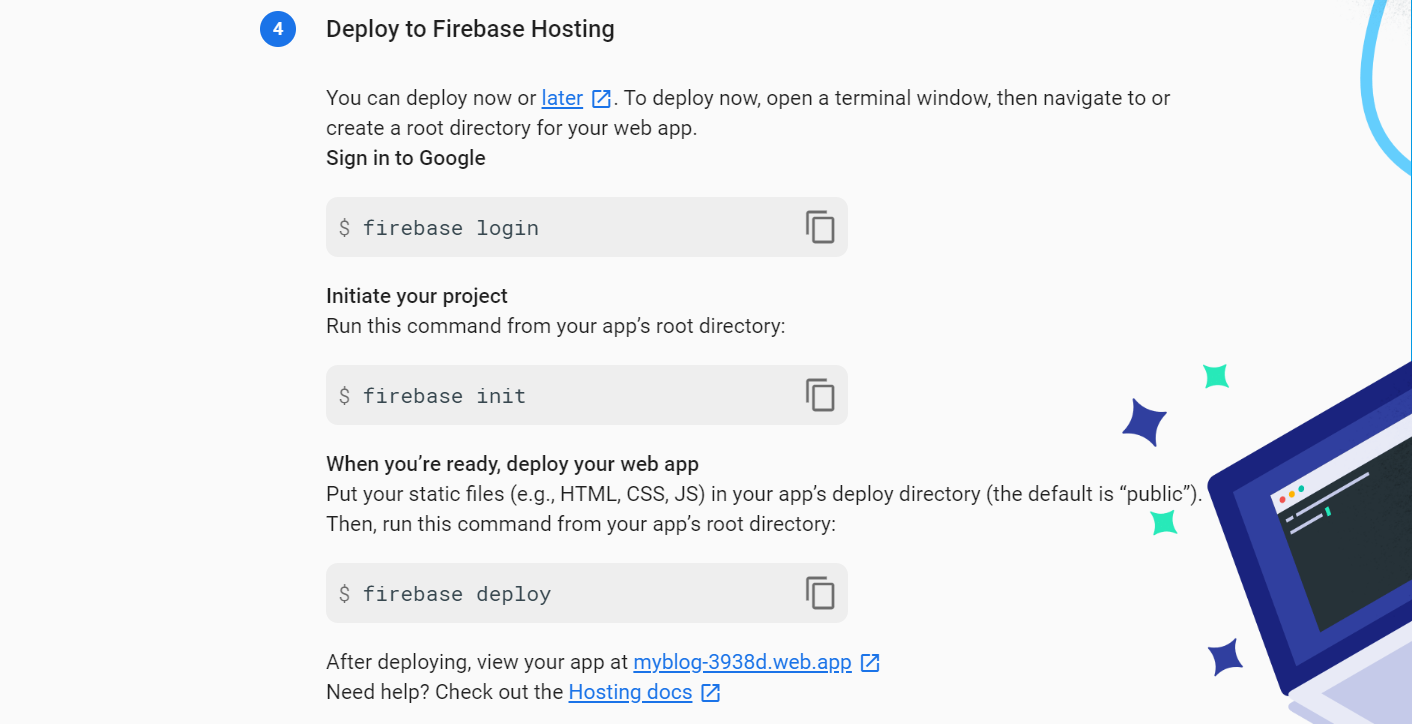 4
Deploy to Firebase Hosting
You can deploy now or later. To deploy now, open a terminal window, then navigate to or
create a root directory for your web app.
Sign in to Google
$ firebase login
Initiate your project
Run this command from your app’s root directory:
$ firebase init
When you’re ready, deploy your web app
Put your static files (e.g., HTML, CSS, JS) in your app’s deploy directory (the default is “public”).
Then, run this command from your app’s root directory:
$ firebase deploy
After deploying, view your app at myblog-3938d.web.app
Need help? Check out the Hosting docs